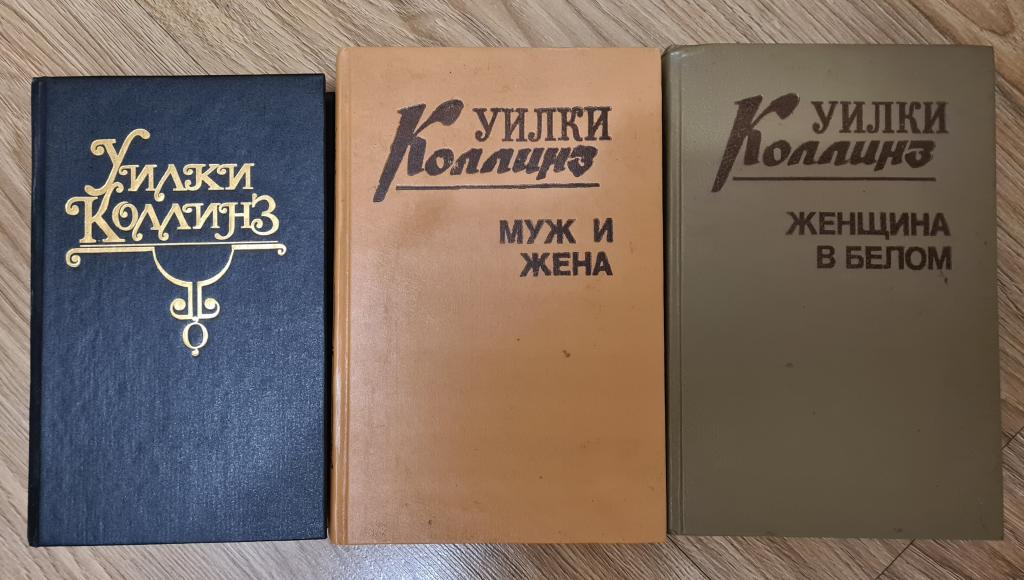 Уилки
Коллинз
УИЛКИ
Коллинз
МУЖ И
ЖЕНА
УИЛКИ
Коллинз
ЖЕНЩИНА
В БЕЛОМ